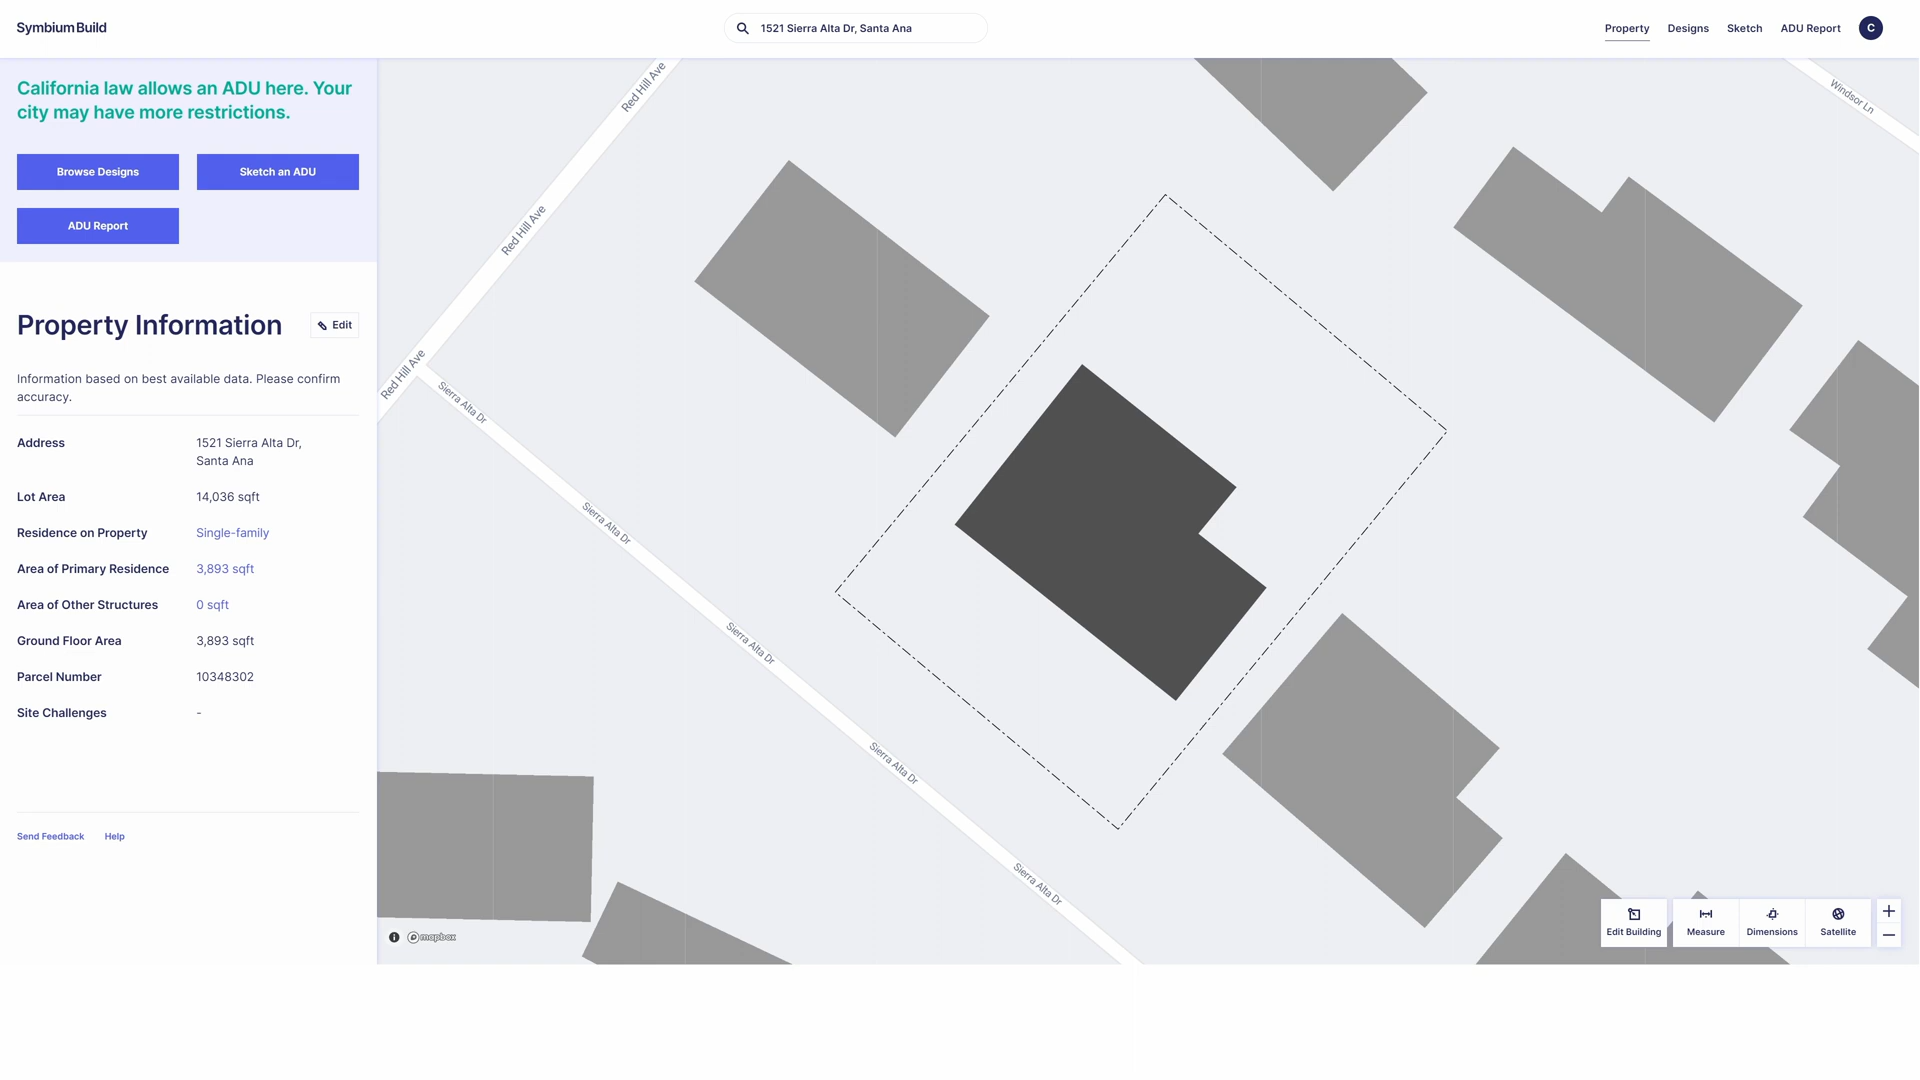 Symbium Build
1521 Sierra Alta Dr, Santa Ana
Property
Designs
Sketch
ADU Report
C
California law allows an ADU here. Your
city may have more restrictions.
Browse Designs
Sketch an ADU
ADU Report
Property Information
Edit
Information based on best available data. Please confirm
accuracy.
Address
1521 Sierra Alta Dr,
Santa Ana
Lot Area
14,036 sqft
Residence on Property
Single-family
Area of Primary Residence
3,893 sqft
Area of Other Structures
0 sqft
Ground Floor Area
3,893 sqft
Parcel Number
10348302
Site Challenges
-
Send Feedback
Help
Red Hill Ave
Windsor Ln
Red Hill Ave
Red Hill Ave
Sierra Alta Dr
Sierra Alta Dr
Sierra Alta Dr
Sierra Alta Dr
Sierra Alta Dr
mapbox
Edit Building
Measure
Dimensions
Satellite